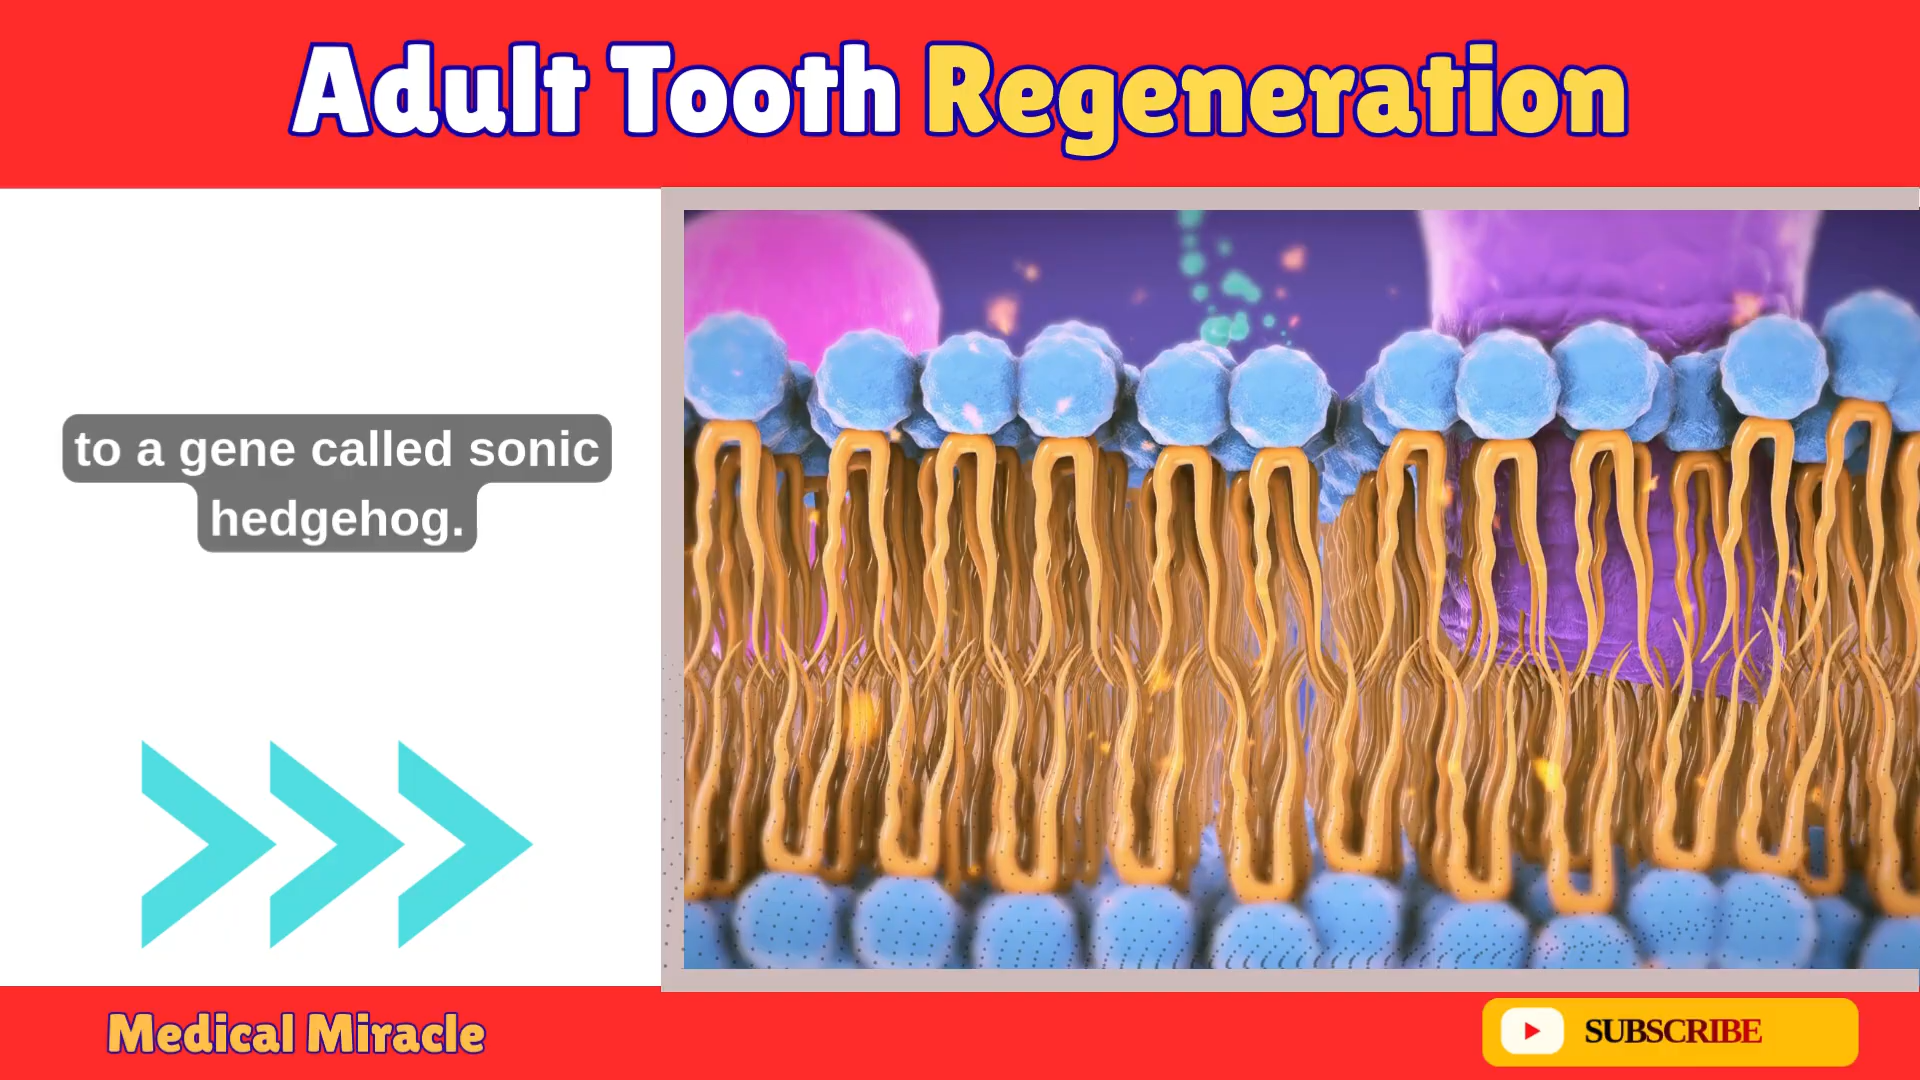 Adult Tooth Regeneration
to a gene called sonic
hedgehog.
Medical Miracle
SUBSCRIBE